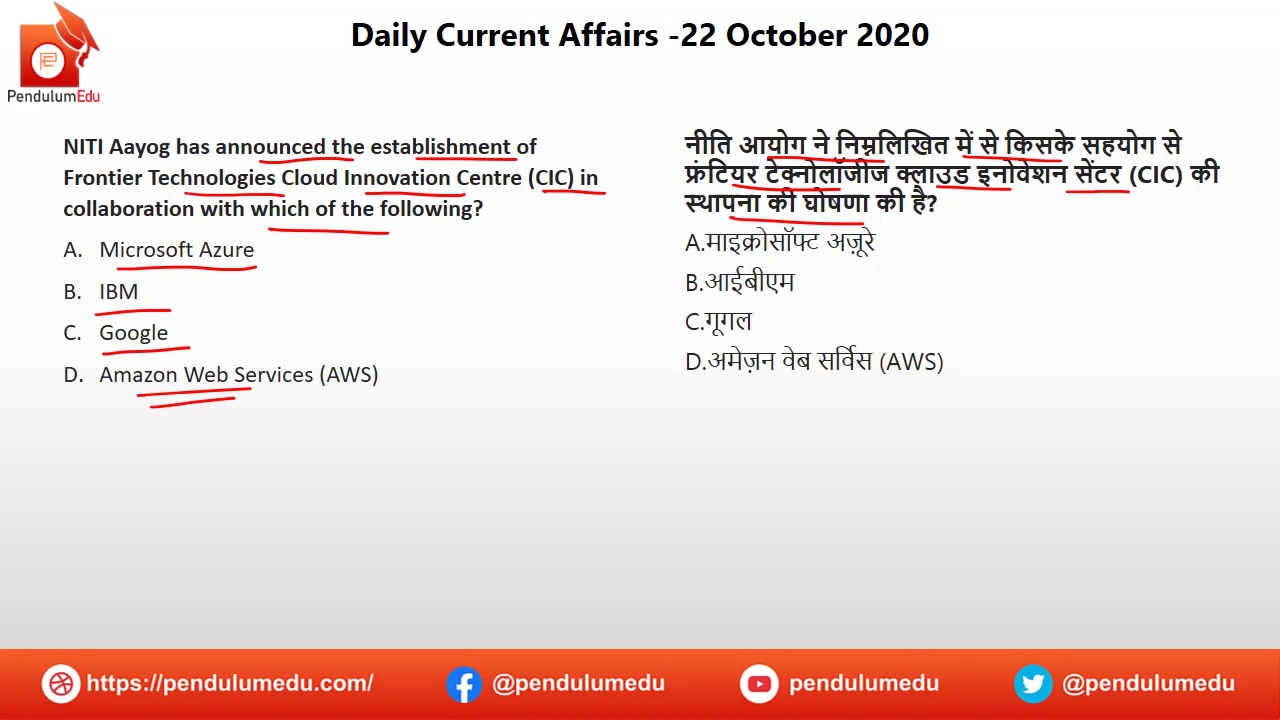 Daily Current Affairs -22 October 2020
PendulumEdu
NITI Aayog has announced the establishment of
Frontier Technologies Cloud Innovation Centre (CIC) in
collaboration with which of the following?
A. Microsoft Azure
B. IBM
C. Google
D. Amazon Web Services (AWS)
नीति आयोग ने निम्नलिखित में से किसके सहयोग से
फ्रंटियर टेक्नोलॉजीज क्लाउड इनोवेशन सेंटर (CIC) की
स्थापना की घोषणा की है?
A.माइक्रोसॉफ्ट अज़ूरे
B.आईबीएम
C.गूगल
D.अमेज़न वेब सर्विस (AWS)
https://pendulumedu.com/ @pendulumedu pendulumedu @pendulumedu